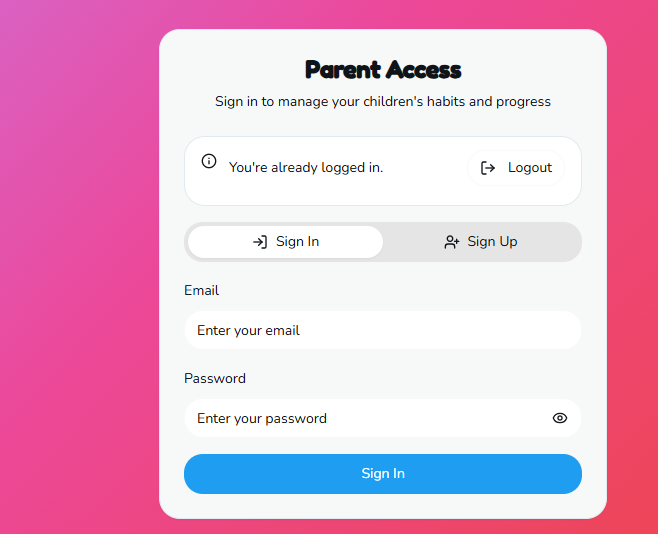 Parent Access
Sign in to manage your children's habits and progress
You're already logged in.
Logout
Sign In
Sign Up
Email
Enter your email
Password
Enter your password
Sign In